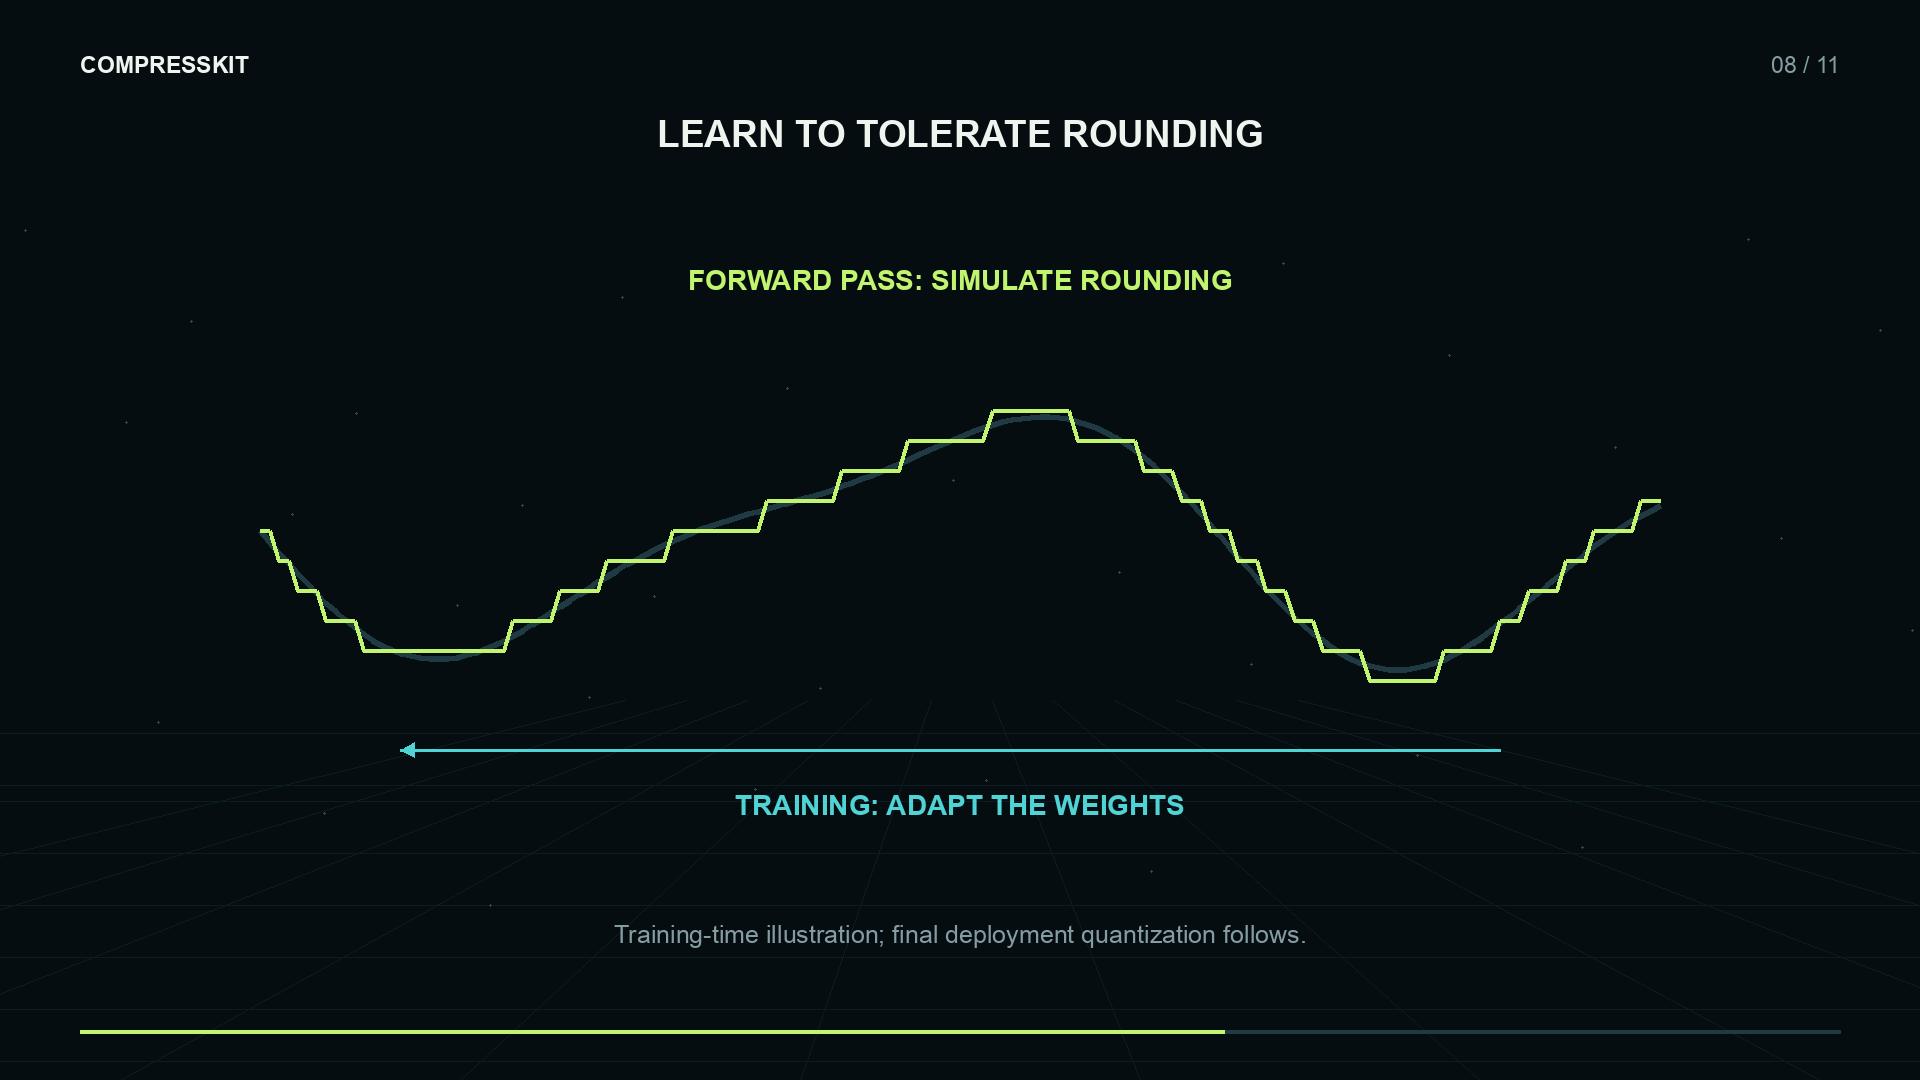 COMPRESSKIT
08 / 11
LEARN TO TOLERATE ROUNDING
FORWARD PASS: SIMULATE ROUNDING
TRAINING: ADAPT THE WEIGHTS
Training-time illustration; final deployment quantization follows.